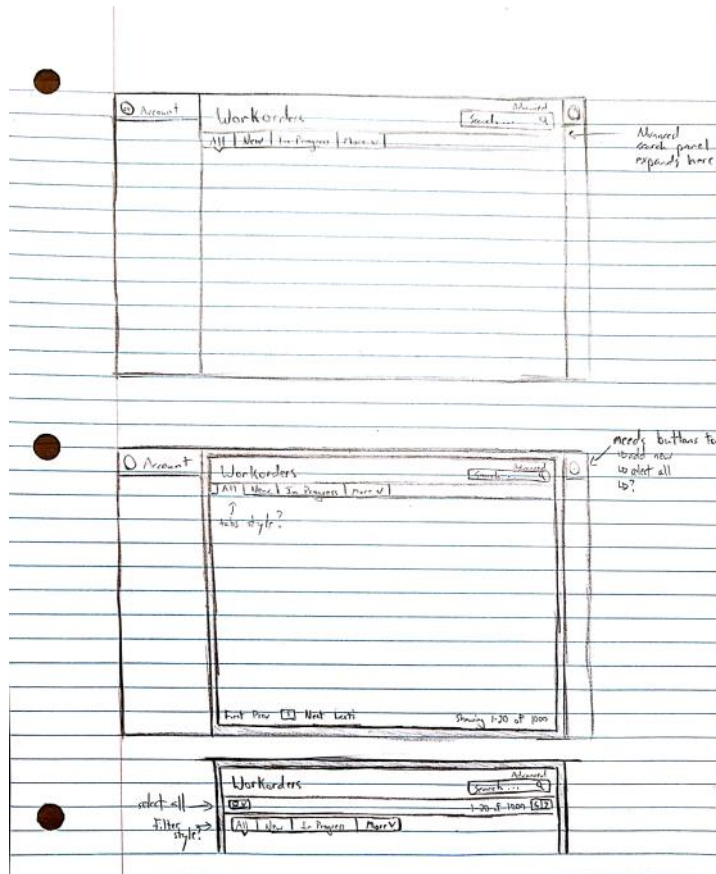 Account
Workorders
Advanced
Search...
All | New | In Progress | More v
Advanced
search panel
expands here
needs buttons to
↳ add new
↳ select all
↳ ?
Account
Workorders
Advanced
Search...
All | New | In Progress | More v
tabs style?
First Prev 1 Next Last
Showing 1-20 of 1000
Workorders
Advanced
Search...
select all →
1-20 of 1000 < >
Filter style? →
All | New | In Progress | More v